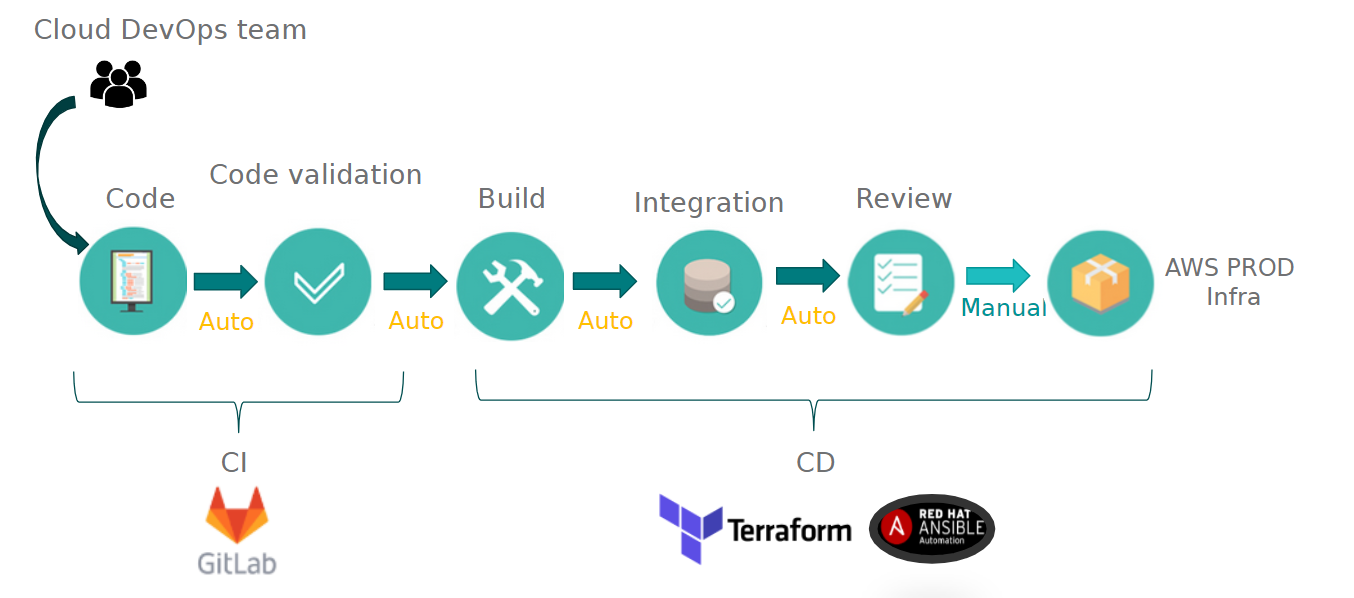 Cloud DevOps team
Code validation
Code
Build
Integration
Review
AWS PROD
Infra
Auto
Auto
Auto
Auto
Manual
CI
CD
GitLab
Terraform
RED HAT
ANSIBLE
Automation